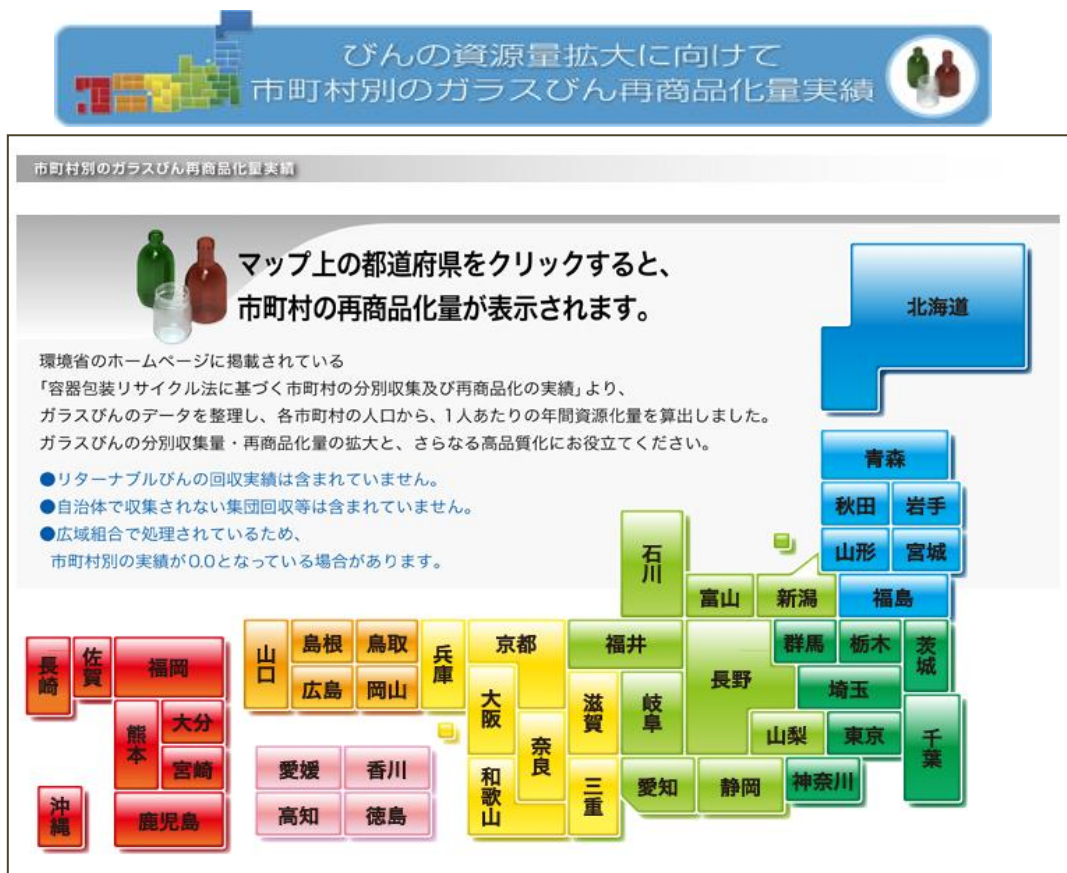 びんの資源量拡大に向けて
市町村別のガラスびん再商品化量実績
市町村別のガラスびん再商品化量実績
マップ上の都道府県をクリックすると、
市町村の再商品化量が表示されます。
環境省のホームページに掲載されている
「容器包装リサイクル法に基づく市町村の分別収集及び再商品化の実績」より、
ガラスびんのデータを整理し、各市町村の人口から、1人あたりの年間資源化量を算出しました。
ガラスびんの分別収集量・再商品化量の拡大と、さらなる高品質化にお役立てください。
●リターナブルびんの回収実績は含まれていません。
●自治体で収集されない集団回収等は含まれていません。
●広域組合で処理されているため、
市町村別の実績が0.0となっている場合があります。
北海道
青森
秋田 岩手
山形 宮城
石川
富山 新潟 福島
長崎 佐賀 福岡 山口 島根 鳥取 兵庫 京都 福井 長野 群馬 栃木 茨城
広島 岡山 大阪 滋賀 岐阜 埼玉
熊本 大分 奈良 山梨 東京 千葉
宮崎 愛媛 香川 和歌山 三重 愛知 静岡 神奈川
沖縄 鹿児島 高知 徳島